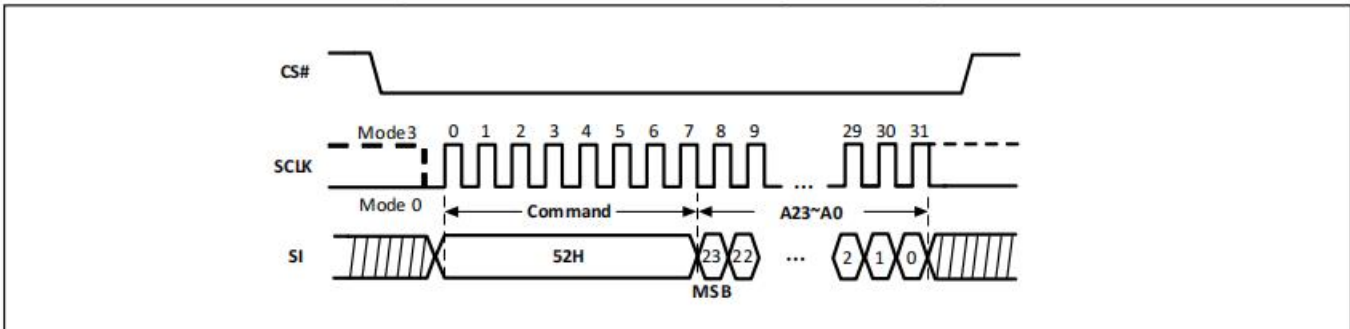 CS#
Mode3 0 1 2 3 4 5 6 7 8 9 29 30 31
SCLK
...
Mode 0
Command A23~A0
SI 52H 23 22 ... 2 1 0
MSB